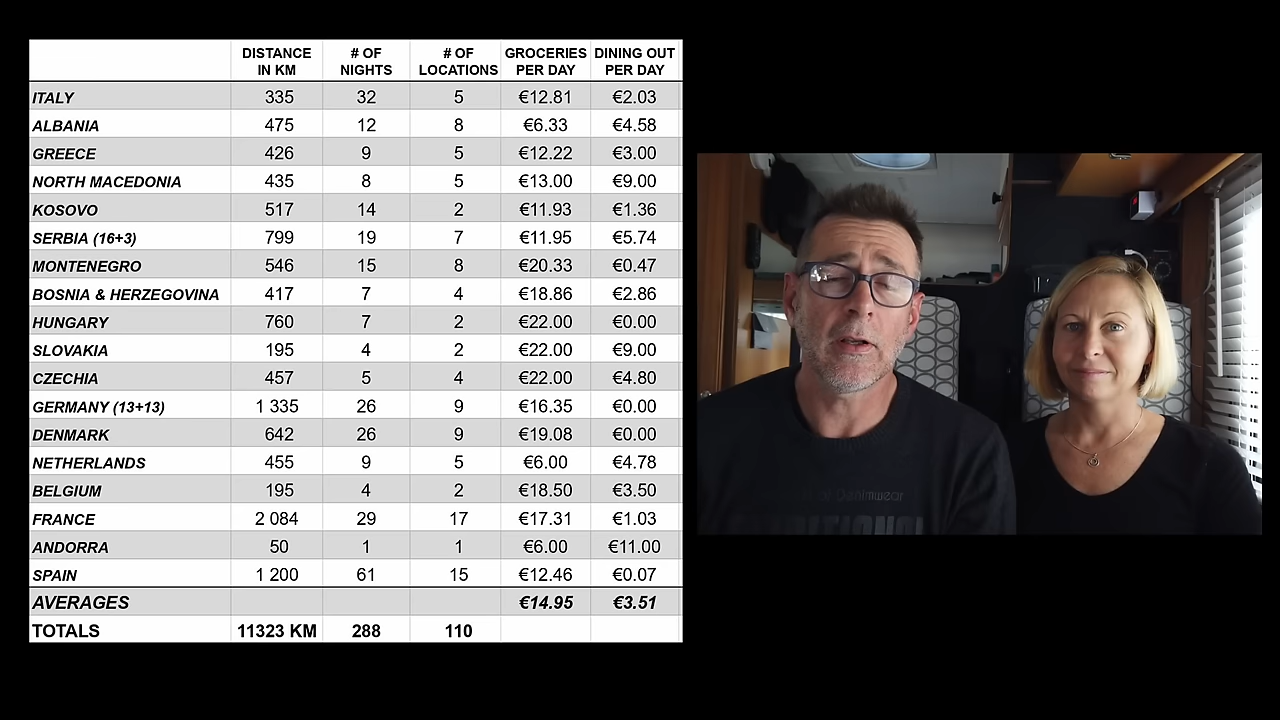 DISTANCE IN KM # OF NIGHTS # OF LOCATIONS GROCERIES PER DAY DINING OUT PER DAY
ITALY 335 32 5 €12.81 €2.03
ALBANIA 475 12 8 €6.33 €4.58
GREECE 426 9 5 €12.22 €3.00
NORTH MACEDONIA 435 8 5 €13.00 €9.00
KOSOVO 517 14 2 €11.93 €1.36
SERBIA (16+3) 799 19 7 €11.95 €5.74
MONTENEGRO 546 15 8 €20.33 €0.47
BOSNIA & HERZEGOVINA 417 7 4 €18.86 €2.86
HUNGARY 760 7 2 €22.00 €0.00
SLOVAKIA 195 4 2 €22.00 €9.00
CZECHIA 457 5 4 €22.00 €4.80
GERMANY (13+13) 1 335 26 9 €16.35 €0.00
DENMARK 642 26 9 €19.08 €0.00
NETHERLANDS 455 9 5 €6.00 €4.78
BELGIUM 195 4 2 €18.50 €3.50
FRANCE 2 084 29 17 €17.31 €1.03
ANDORRA 50 1 1 €6.00 €11.00
SPAIN 1 200 61 15 €12.46 €0.07
AVERAGES €14.95 €3.51
TOTALS 11323 KM 288 110